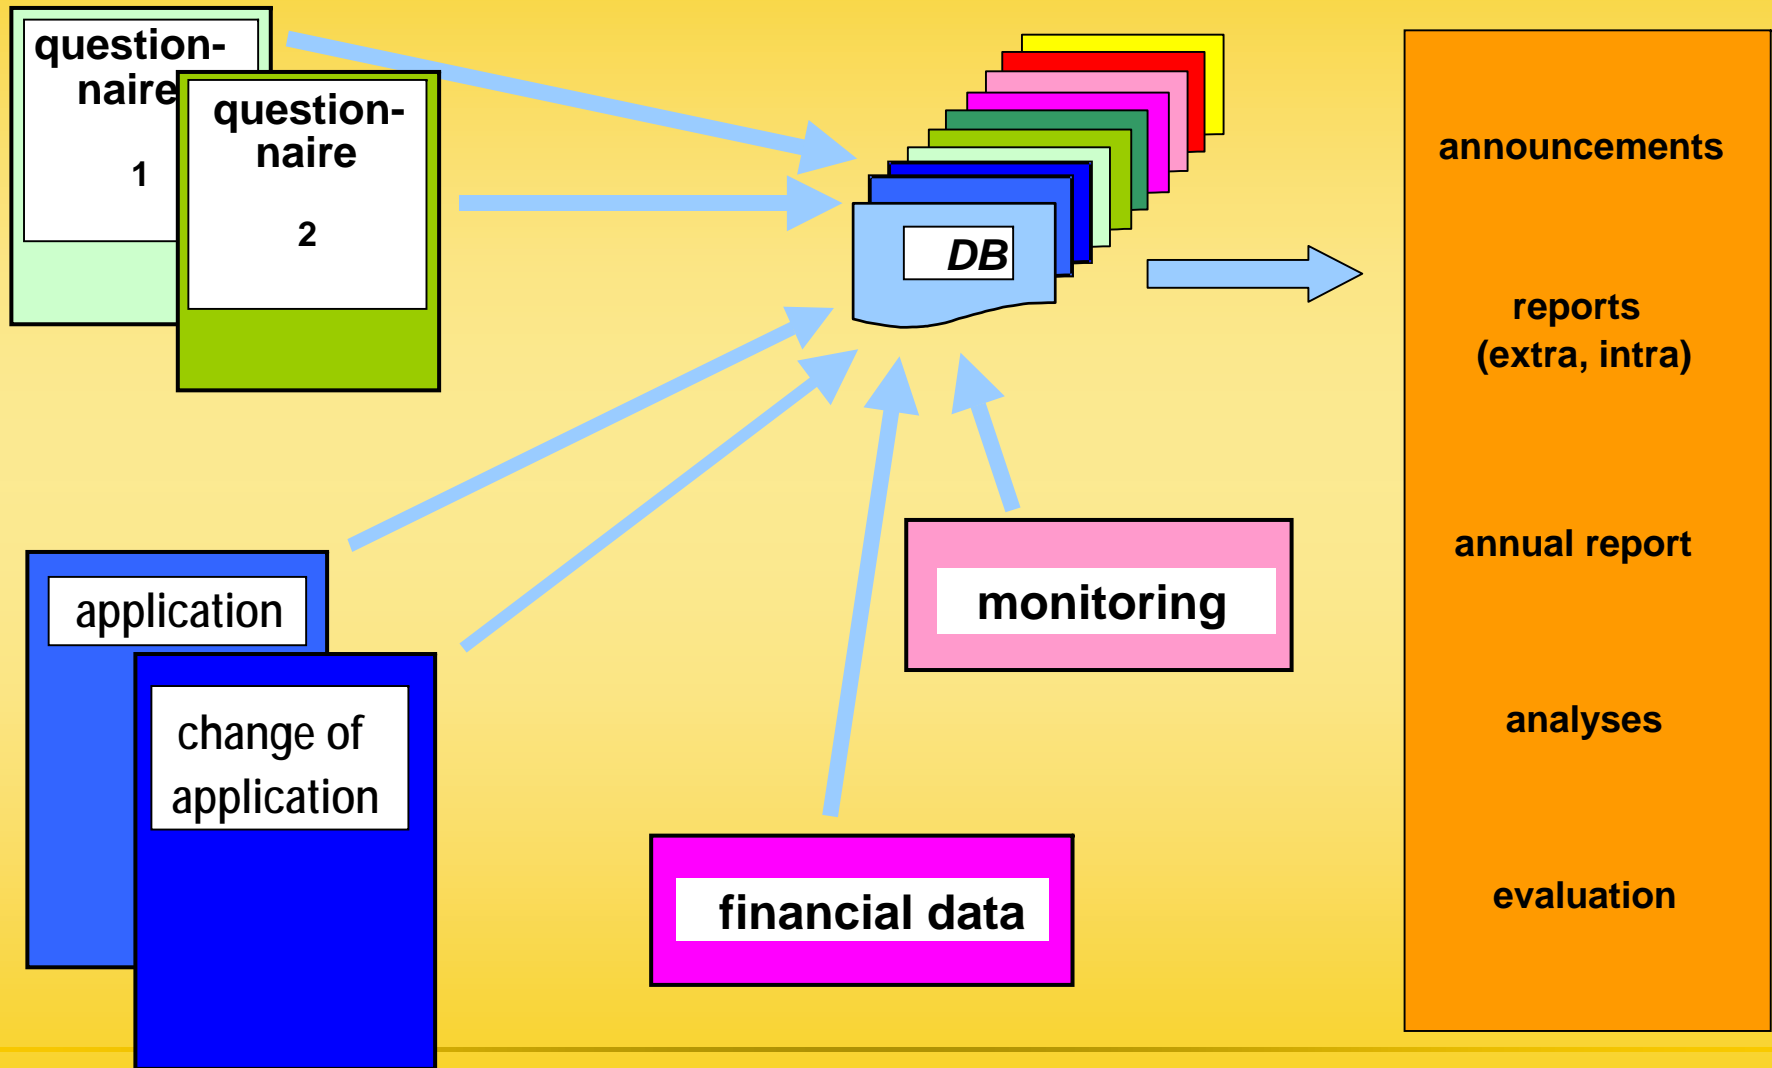 question-
naire
1
question-
naire
2
DB
announcements
reports
(extra, intra)
annual report
analyses
evaluation
application
change of
application
monitoring
financial data